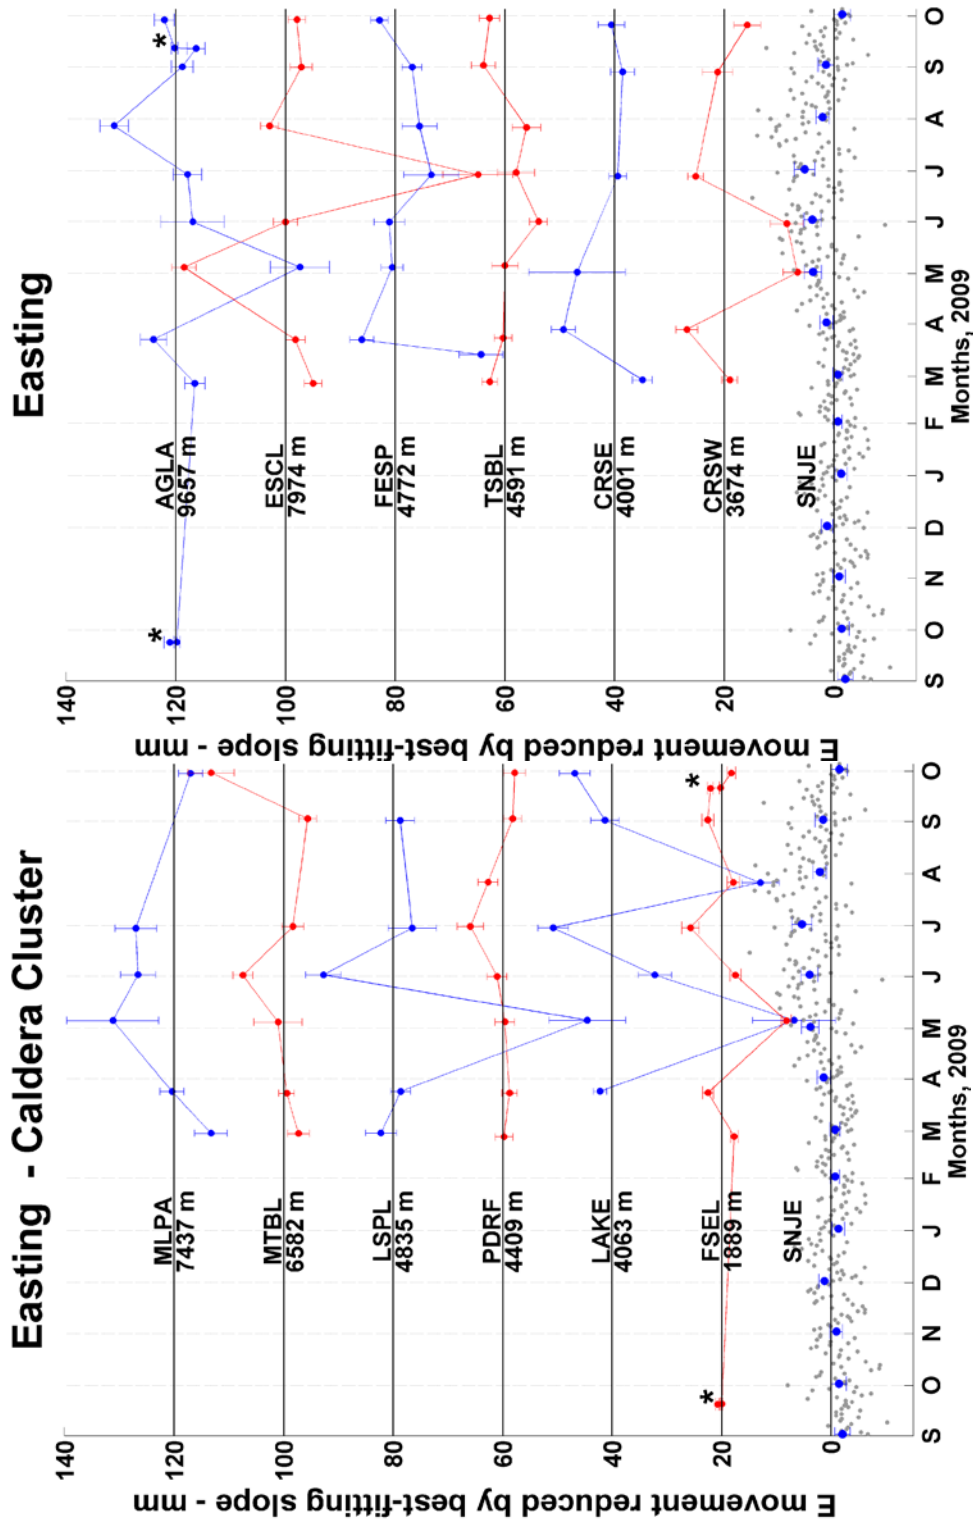 Easting - Caldera Cluster
E movement reduced by best-fitting slope - mm
140
120
100
80
60
40
20
0
MLPA
7437 m
MTBL
6582 m
LSPL
4835 m
PDRF
4409 m
LAKE
4063 m
FSEL
1889 m
SNJE
*
*
S O N D J F M A M J J A S O
Months, 2009
Easting
E movement reduced by best-fitting slope - mm
140
120
100
80
60
40
20
0
AGLA
9657 m
ESCL
7974 m
FESP
4772 m
TSBL
4591 m
CRSE
4001 m
CRSW
3674 m
SNJE
*
*
S O N D J F M A M J J A S O
Months, 2009